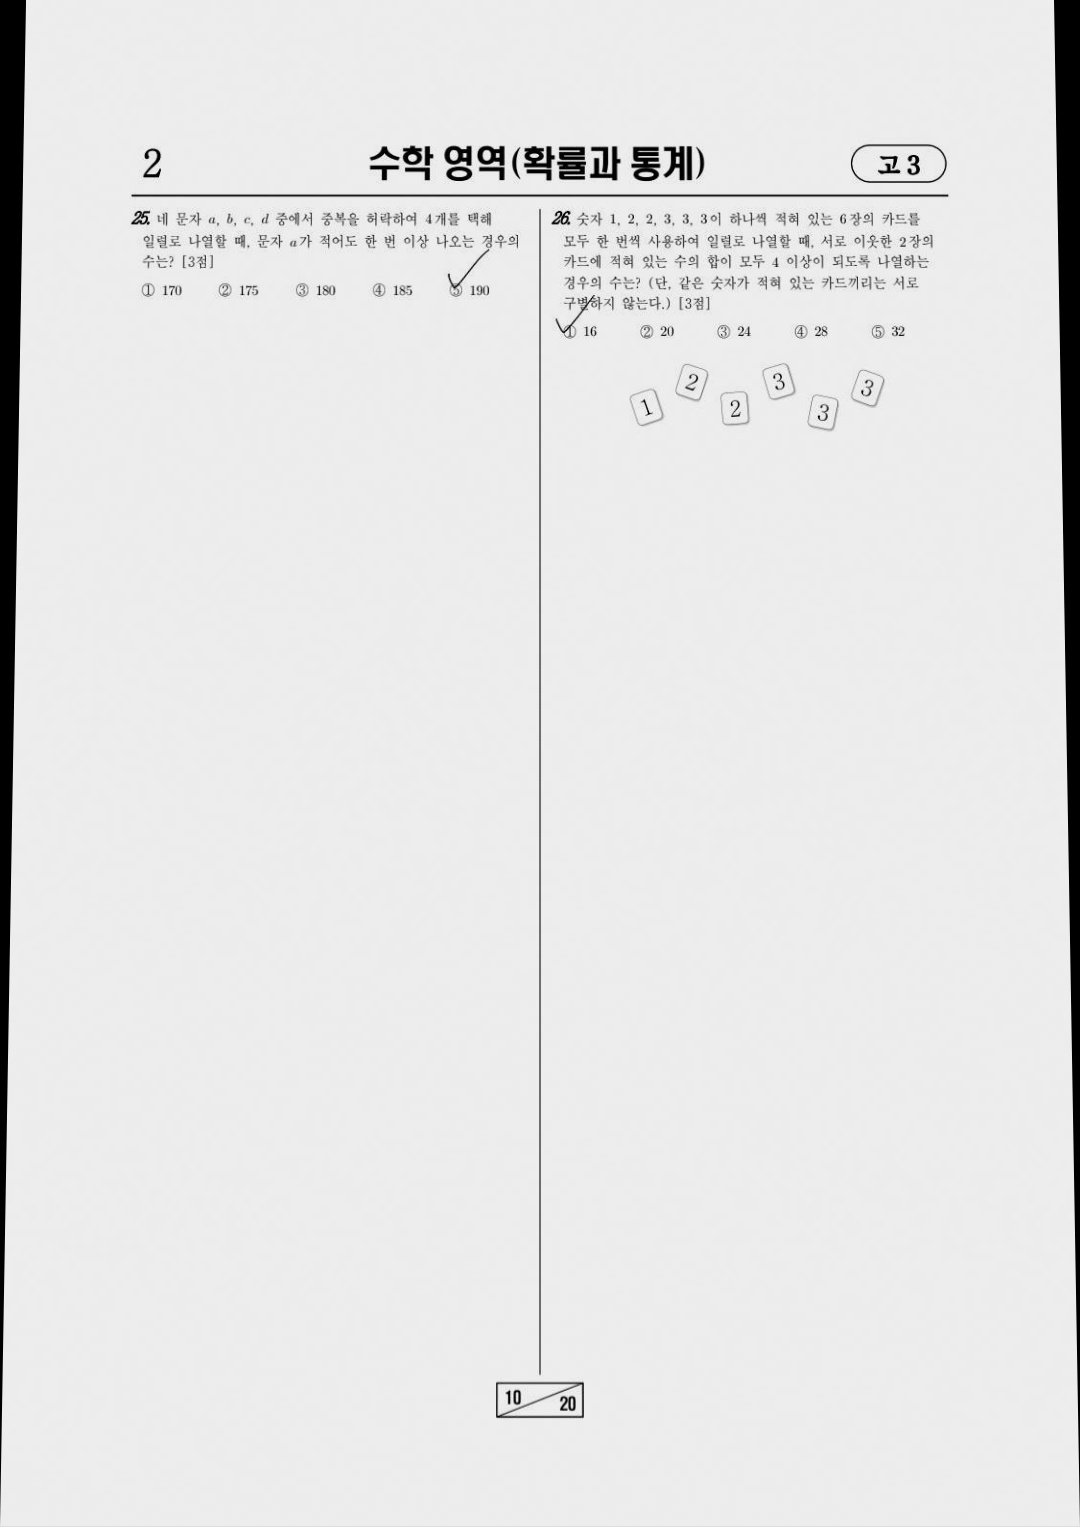 2
수학 영역(확률과 통계)
고 3
25. 네 문자 a, b, c, d 중에서 중복을 허락하여 4개를 택해
일렬로 나열할 때, 문자 a가 적어도 한 번 이상 나오는 경우의
수는? [3점]
① 170 ② 175 ③ 180 ④ 185 ⑤ 190
26. 숫자 1, 2, 2, 3, 3, 3이 하나씩 적혀 있는 6장의 카드를
모두 한 번씩 사용하여 일렬로 나열할 때, 서로 이웃한 2장의
카드에 적혀 있는 수의 합이 모두 4 이상이 되도록 나열하는
경우의 수는? (단, 같은 숫자가 적혀 있는 카드끼리는 서로
구별하지 않는다.) [3점]
① 16 ② 20 ③ 24 ④ 28 ⑤ 32
1 2 2 3 3 3
10 20